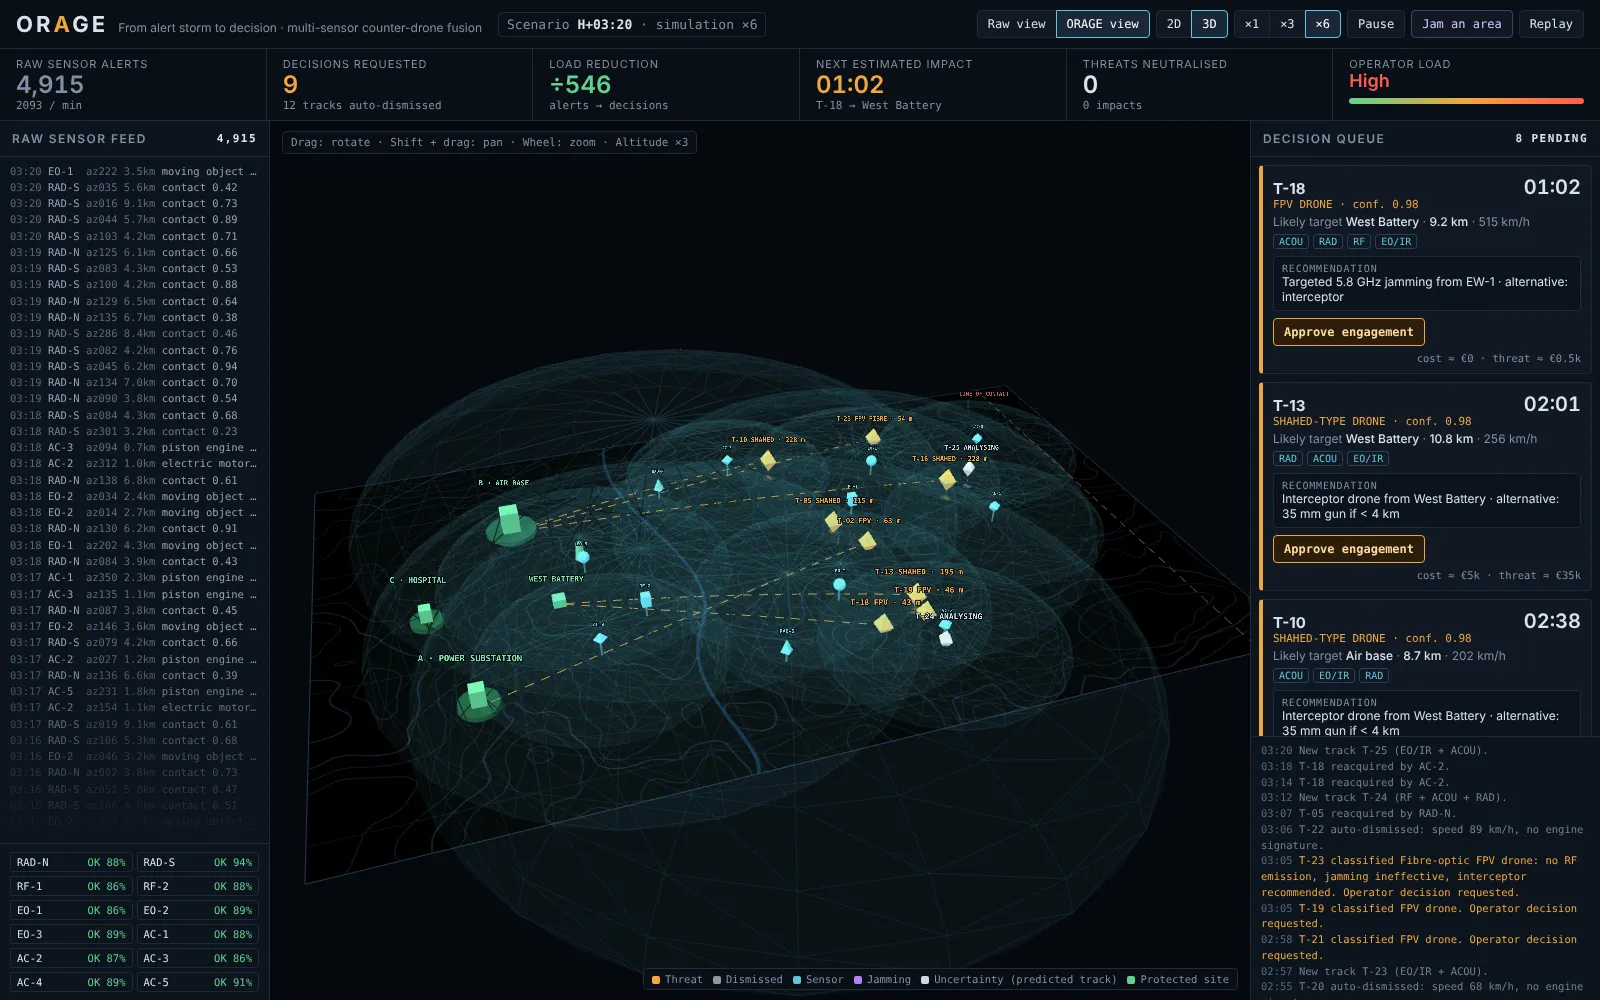 ORAGE From alert storm to decision · multi-sensor counter-drone fusion Scenario H+03:20 · simulation ×6 Raw view ORAGE view 2D 3D ×1 ×3 ×6 Pause Jam an area Replay
RAW SENSOR ALERTS
4,915
2093 / min
DECISIONS REQUESTED
9
12 tracks auto-dismissed
LOAD REDUCTION
÷546
alerts → decisions
NEXT ESTIMATED IMPACT
01:02
T-18 → West Battery
THREATS NEUTRALISED
0
0 impacts
OPERATOR LOAD
High
RAW SENSOR FEED 4,915
03:20 EO-1 az222 3.5km moving object …
03:20 RAD-S az035 5.6km contact 0.42
03:20 RAD-S az016 9.1km contact 0.73
03:20 RAD-S az044 5.7km contact 0.89
03:20 RAD-S az103 4.2km contact 0.71
03:19 RAD-N az125 6.1km contact 0.66
03:19 RAD-S az083 4.3km contact 0.53
03:19 RAD-S az100 4.2km contact 0.88
03:19 RAD-N az129 6.5km contact 0.64
03:19 RAD-N az135 6.7km contact 0.38
03:19 RAD-S az286 8.4km contact 0.46
03:19 RAD-S az082 4.2km contact 0.76
03:19 RAD-S az045 6.2km contact 0.94
03:19 RAD-N az134 7.0km contact 0.70
03:19 RAD-N az090 3.8km contact 0.54
03:18 RAD-S az084 4.3km contact 0.68
03:18 RAD-S az301 3.2km contact 0.23
03:18 AC-3 az094 0.7km piston engine …
03:18 AC-2 az312 1.0km electric motor…
03:18 RAD-N az138 6.8km contact 0.61
03:18 EO-2 az034 2.4km moving object …
03:18 EO-2 az014 2.7km moving object …
03:18 RAD-N az130 6.2km contact 0.91
03:18 EO-1 az202 4.3km moving object …
03:18 RAD-N az084 3.9km contact 0.43
03:17 AC-1 az350 2.3km piston engine …
03:17 AC-3 az135 1.1km piston engine …
03:17 RAD-N az087 3.8km contact 0.45
03:17 EO-2 az146 3.6km moving object …
03:17 RAD-S az079 4.2km contact 0.66
03:17 AC-2 az027 1.2km piston engine …
03:17 RAD-N az136 6.6km contact 0.39
03:17 AC-5 az231 1.8km piston engine …
03:17 AC-2 az154 1.1km electric motor…
03:17 RAD-S az019 9.1km contact 0.61
03:16 RAD-S az106 5.3km contact 0.68
03:16 EO-2 az046 3.2km moving object …
03:16 RAD-N az092 3.8km contact 0.73
03:16 RAD-S az051 5.8km contact 0.47
contact 0.51
RAD-N OK 88% RAD-S OK 94%
RF-1 OK 86% RF-2 OK 88%
EO-1 OK 86% EO-2 OK 89%
EO-3 OK 89% AC-1 OK 88%
AC-2 OK 87% AC-3 OK 86%
AC-4 OK 89% AC-5 OK 91%
Drag: rotate · Shift + drag: pan · Wheel: zoom · Altitude ×3
LINE OF CONTACT
T-23 FPV FIBRE · 54 m
T-10 SHAHED · 228 m
T-25 ANALYSING
T-16 SHAHED · 228 m
B · AIR BASE
T-05 SHAHED · 115 m
T-02 FPV · 63 m
T-13 SHAHED · 195 m
C · HOSPITAL
WEST BATTERY
FPV · 46 m
T-18 FPV · 43 m
T-24 ANALYSING
RAD-S
A · POWER SUBSTATION
Threat Dismissed Sensor Jamming Uncertainty (predicted track) Protected site
DECISION QUEUE 8 PENDING
T-18 01:02
FPV DRONE · conf. 0.98
Likely target West Battery · 9.2 km · 515 km/h
ACOU RAD RF EO/IR
RECOMMENDATION
Targeted 5.8 GHz jamming from EW-1 · alternative:
interceptor
Approve engagement
cost ≈ €0 · threat ≈ €0.5k
T-13 02:01
SHAHED-TYPE DRONE · conf. 0.98
Likely target West Battery · 10.8 km · 256 km/h
RAD ACOU EO/IR
RECOMMENDATION
Interceptor drone from West Battery · alternative:
35 mm gun if < 4 km
Approve engagement
cost ≈ €5k · threat ≈ €35k
T-10 02:38
SHAHED-TYPE DRONE · conf. 0.98
Likely target Air base · 8.7 km · 202 km/h
ACOU EO/IR RAD
RECOMMENDATION
Interceptor drone from West Battery · alternative:
35 mm gun if < 4 km
03:20 New track T-25 (EO/IR + ACOU).
03:18 T-18 reacquired by AC-2.
03:14 T-18 reacquired by AC-2.
03:12 New track T-24 (RF + ACOU + RAD).
03:07 T-05 reacquired by RAD-N.
03:06 T-22 auto-dismissed: speed 89 km/h, no engine
signature.
03:05 T-23 classified Fibre-optic FPV drone: no RF
emission, jamming ineffective, interceptor
recommended. Operator decision requested.
03:05 T-19 classified FPV drone. Operator decision
requested.
02:58 T-21 classified FPV drone. Operator decision
requested.
02:57 New track T-23 (EO/IR + ACOU).
02:55 T-20 auto-dismissed: speed 68 km/h, no engine